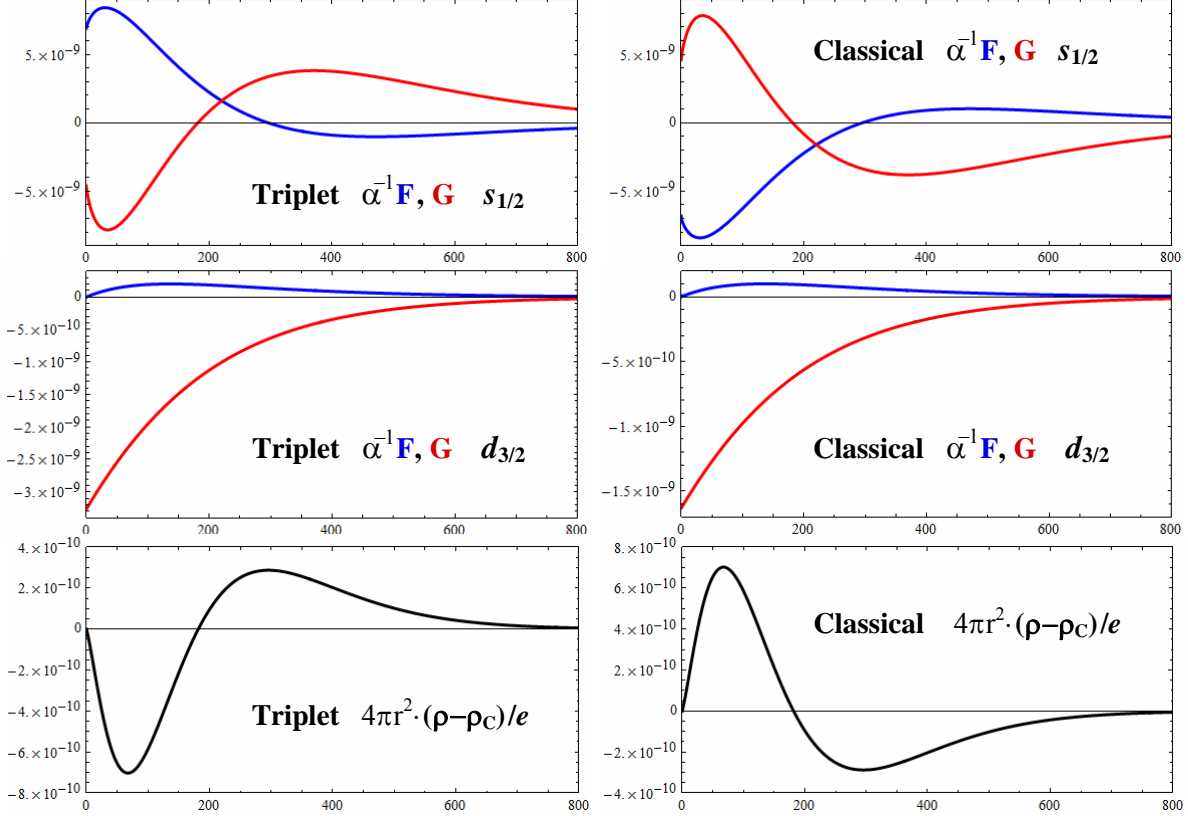 5.×10⁻⁹
0
−5.×10⁻⁹
Triplet α⁻¹F, G s1/2
0 200 400 600 800
5.×10⁻⁹
0
−5.×10⁻⁹
Classical α⁻¹F, G s1/2
0 200 400 600 800
0
−5.×10⁻¹⁰
−1.×10⁻⁹
−1.5×10⁻⁹
−2.×10⁻⁹
−2.5×10⁻⁹
−3.×10⁻⁹
Triplet α⁻¹F, G d3/2
0 200 400 600 800
0
−5.×10⁻¹⁰
−1.×10⁻⁹
−1.5×10⁻⁹
Classical α⁻¹F, G d3/2
0 200 400 600 800
4.×10⁻¹⁰
2.×10⁻¹⁰
0
−2.×10⁻¹⁰
−4.×10⁻¹⁰
−6.×10⁻¹⁰
−8.×10⁻¹⁰
Triplet 4πr²·(ρ−ρC)/e
0 200 400 600 800
8.×10⁻¹⁰
6.×10⁻¹⁰
4.×10⁻¹⁰
2.×10⁻¹⁰
0
−2.×10⁻¹⁰
−4.×10⁻¹⁰
Classical 4πr²·(ρ−ρC)/e
0 200 400 600 800